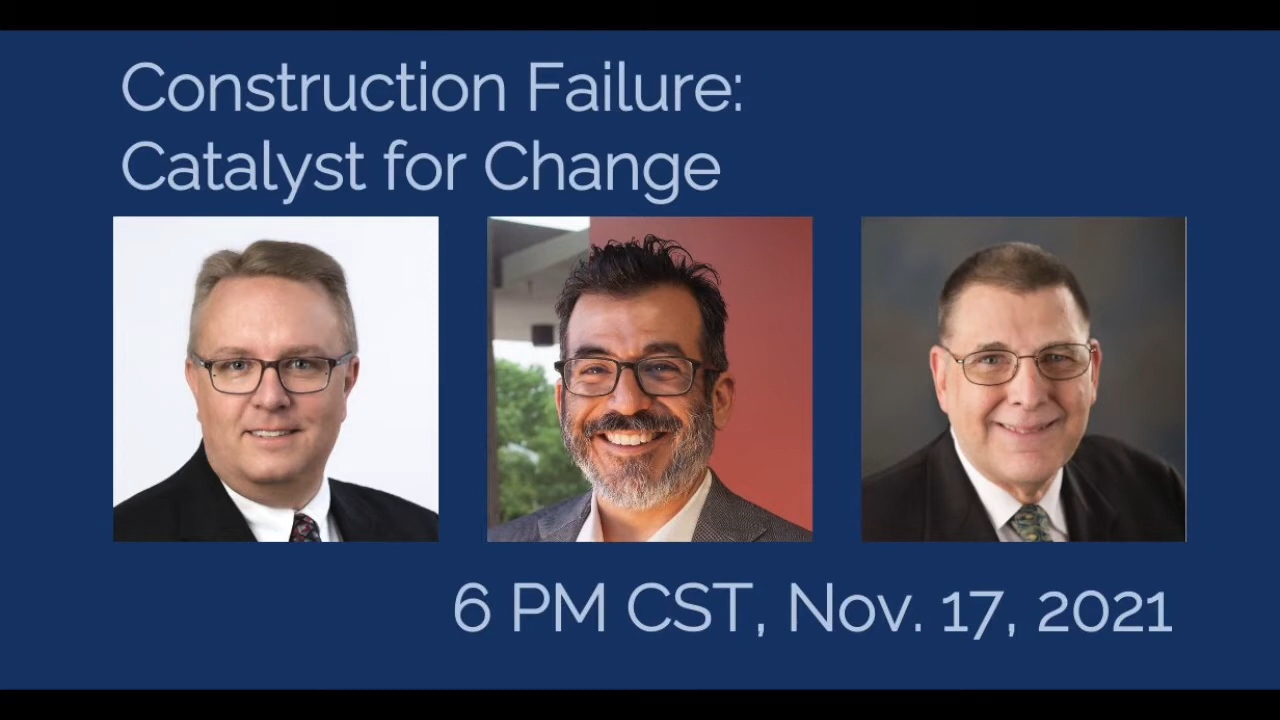 Construction Failure:
Catalyst for Change
6 PM CST, Nov. 17, 2021